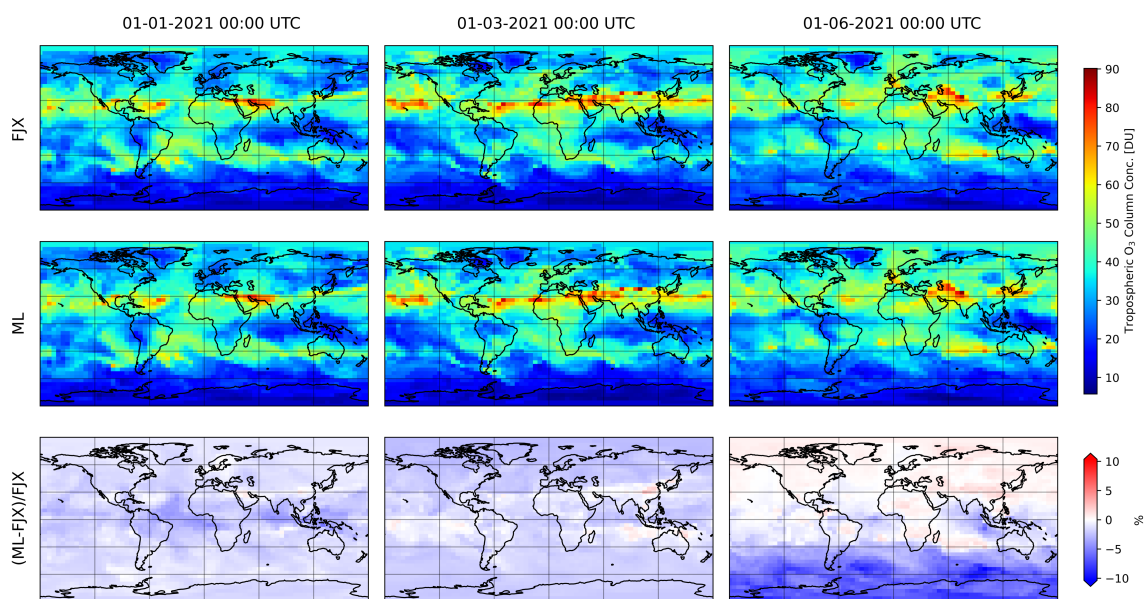 01-01-2021 00:00 UTC
01-03-2021 00:00 UTC
01-06-2021 00:00 UTC
FJX
ML
(ML-FJX)/FJX
90
80
70
60
50
40
30
20
10
Tropospheric O₃ Column Conc. [DU]
10
5
0
−5
−10
%